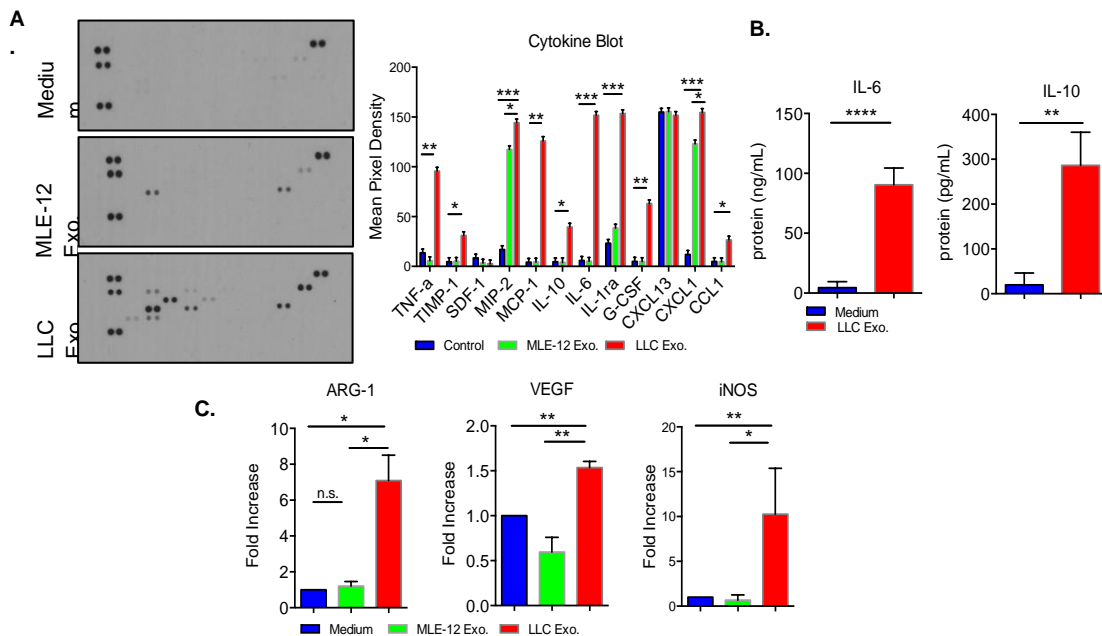 A
.
Mediu
m
MLE-12
Exo.
LLC
Exo.
Cytokine Blot
Mean Pixel Density
200
150
100
50
0
*** *** *** ***
** * ** * * ** * *
TNF-a
TIMP-1
SDF-1
MIP-2
MCP-1
IL-10
IL-6
IL-1ra
G-CSF
CXCL13
CXCL1
CCL1
Control MLE-12 Exo. LLC Exo.
B.
IL-6
protein (ng/mL)
150
100
50
0
****
Medium
LLC Exo.
IL-10
protein (pg/mL)
400
300
200
100
0
**
C.
ARG-1
Fold Increase
10
8
6
4
2
0
*
*
n.s.
VEGF
Fold Increase
2.0
1.5
1.0
0.5
0.0
**
**
iNOS
Fold Increase
20
15
10
5
0
**
*
Medium MLE-12 Exo. LLC Exo.